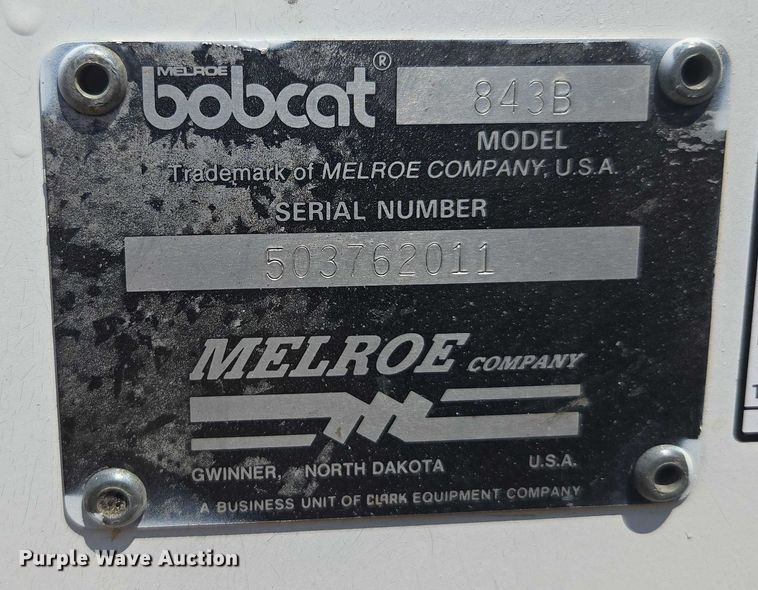 MELROE
bobcat® 843B
MODEL
Trademark of MELROE COMPANY, U.S.A.
SERIAL NUMBER
503762011
MELROE COMPANY
GWINNER, NORTH DAKOTA U.S.A.
A BUSINESS UNIT OF CLARK EQUIPMENT COMPANY
Purple Wave Auction